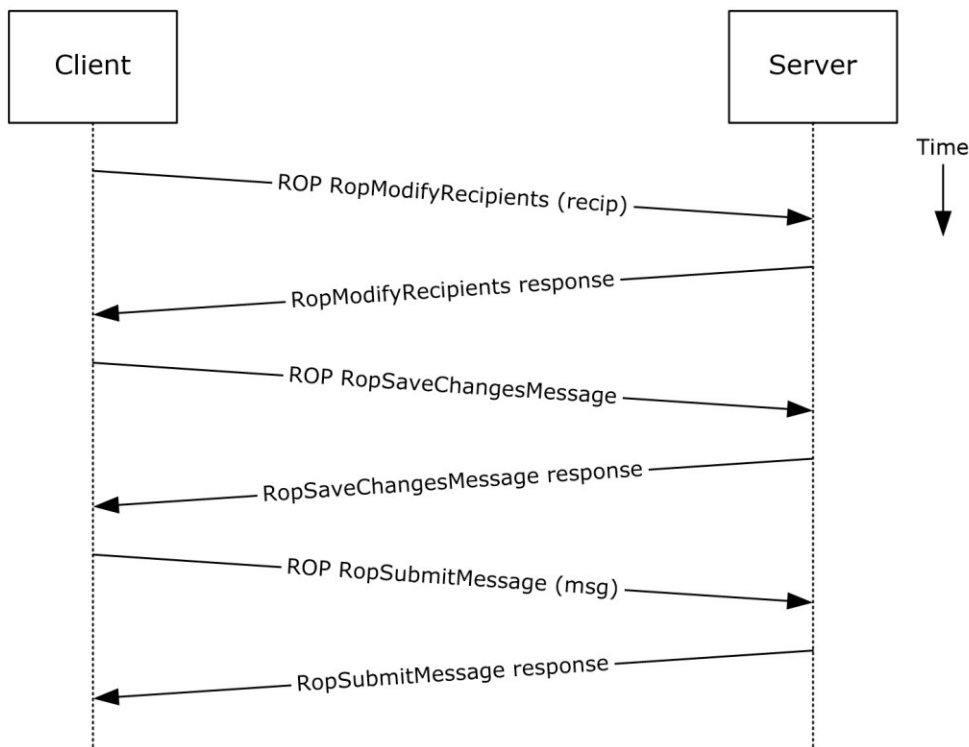 Client
Server
Time
ROP RopModifyRecipients (recip)
RopModifyRecipients response
ROP RopSaveChangesMessage
RopSaveChangesMessage response
ROP RopSubmitMessage (msg)
RopSubmitMessage response